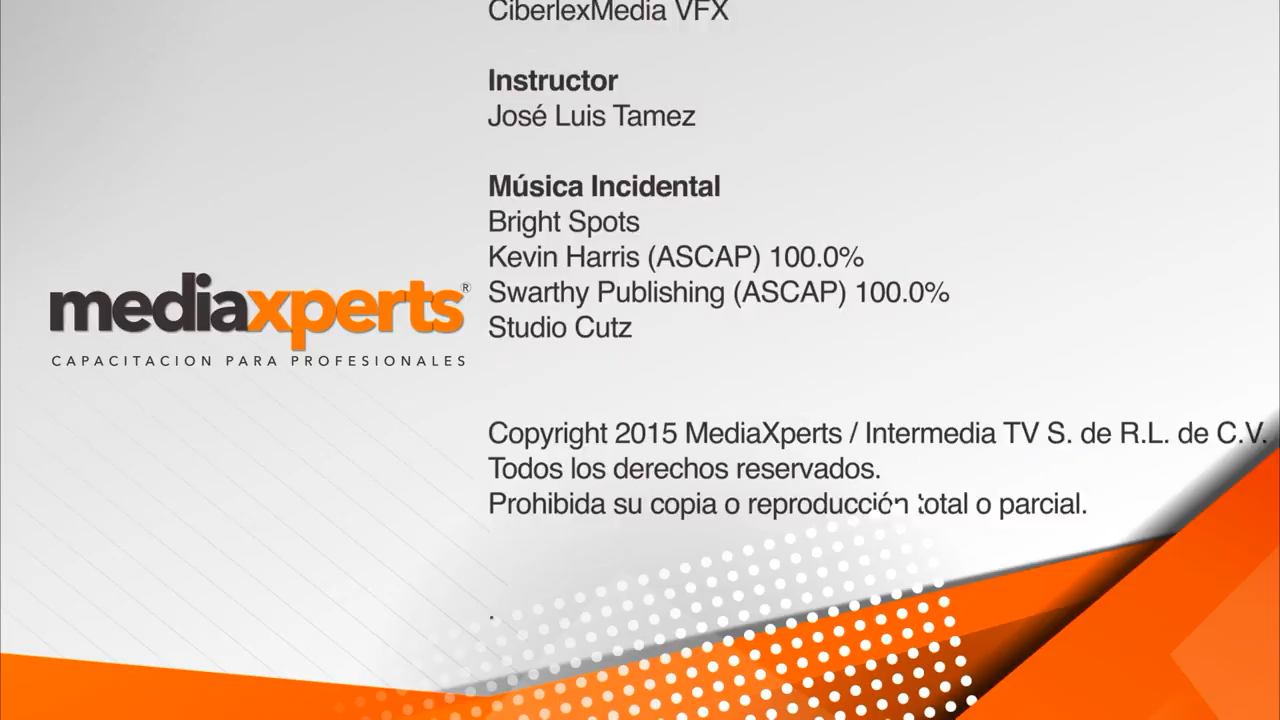 CiberlexMedia VFX
Instructor
José Luis Tamez
Música Incidental
Bright Spots
Kevin Harris (ASCAP) 100.0%
Swarthy Publishing (ASCAP) 100.0%
Studio Cutz
mediaxperts®
CAPACITACION PARA PROFESIONALES
Copyright 2015 MediaXperts / Intermedia TV S. de R.L. de C.V.
Todos los derechos reservados.
Prohibida su copia o reproducción total o parcial.
.